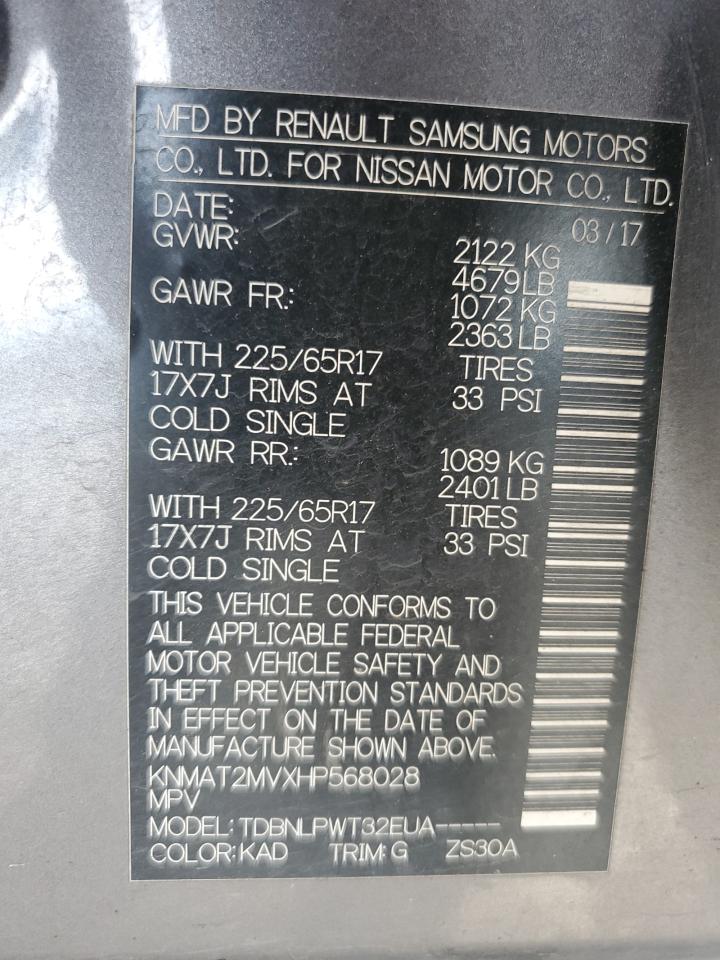 MFD BY RENAULT SAMSUNG MOTORS
CO., LTD. FOR NISSAN MOTOR CO., LTD.
DATE: 03 / 17
GVWR: 2122 KG
4679 LB
GAWR FR.: 1072 KG
2363 LB
WITH 225/65R17 TIRES
17X7J RIMS AT 33 PSI
COLD SINGLE
GAWR RR.: 1089 KG
2401 LB
WITH 225/65R17 TIRES
17X7J RIMS AT 33 PSI
COLD SINGLE
THIS VEHICLE CONFORMS TO
ALL APPLICABLE FEDERAL
MOTOR VEHICLE SAFETY AND
THEFT PREVENTION STANDARDS
IN EFFECT ON THE DATE OF
MANUFACTURE SHOWN ABOVE.
KNMAT2MVXHP568028
MPV
MODEL: TDBNLPWT32EUA-----
COLOR: KAD TRIM: G ZS30A